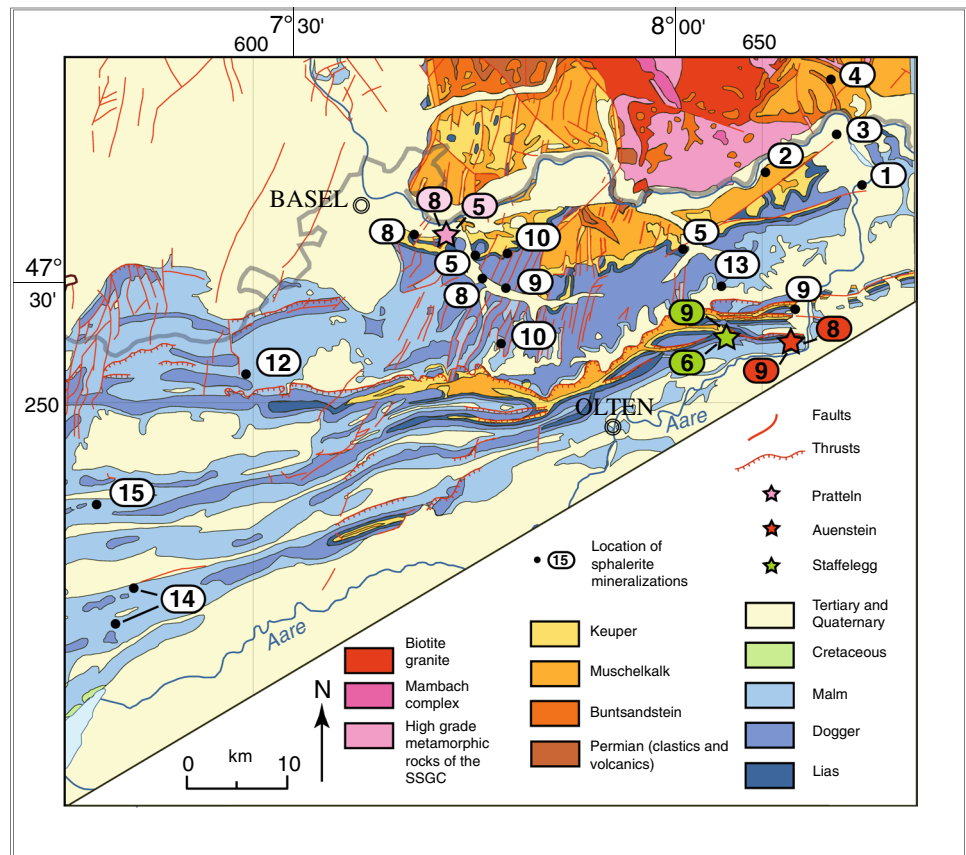 7° 30'
8° 00'
600
650
4
3
2
1
BASEL
8
5
8
10
5
5
13
47°
30'
8
9
9
9
10
8
6
12
9
250
OLTEN
Aare
Faults
Thrusts
15
Pratteln
Auenstein
15
Location of
sphalerite
mineralizations
Staffelegg
14
Aare
Biotite
granite
Mambach
complex
High grade
metamorphic
rocks of the
SSGC
Keuper
Muschelkalk
Buntsandstein
Permian (clastics and
volcanics)
Tertiary and
Quaternary
Cretaceous
Malm
Dogger
Lias
N
km
0
10